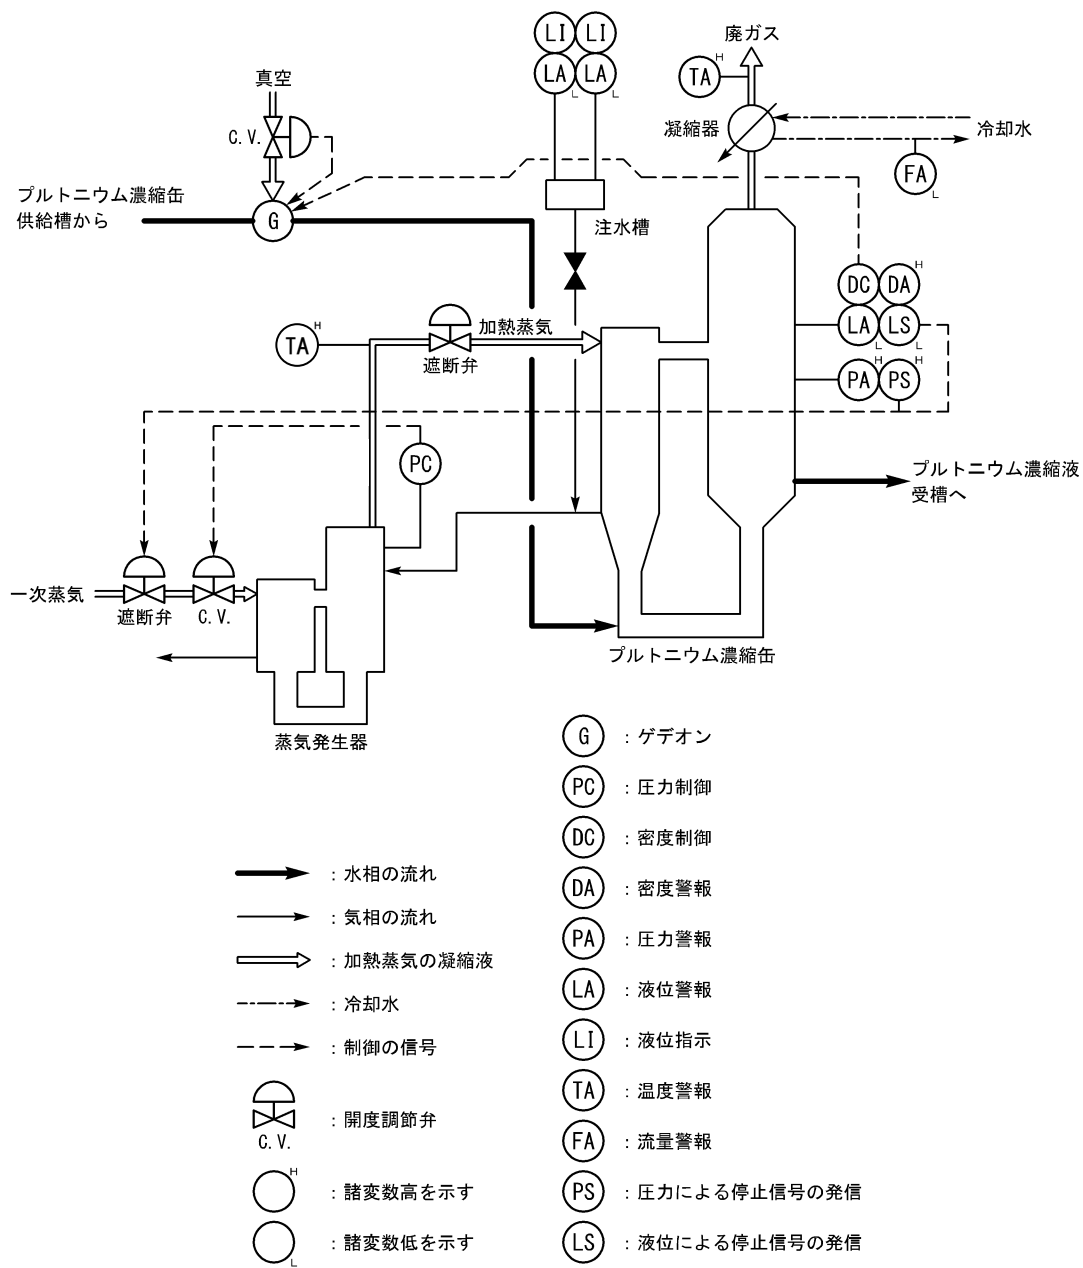 LI LI
LA LA
L L
廃ガス
TA
H
真空
C.V.
凝縮器
冷却水
FA
L
プルトニウム濃縮缶
供給槽から
G
注水槽
DC DA
H
LA LS
L L
加熱蒸気
TA
H
遮断弁
PA PS
H H
PC
プルトニウム濃縮液
受槽へ
一次蒸気
遮断弁
C.V.
プルトニウム濃縮缶
蒸気発生器
G :ゲデオン
PC :圧力制御
DC :密度制御
DA :密度警報
PA :圧力警報
LA :液位警報
LI :液位指示
TA :温度警報
FA :流量警報
PS :圧力による停止信号の発信
LS :液位による停止信号の発信
:水相の流れ
:気相の流れ
:加熱蒸気の凝縮液
:冷却水
:制御の信号
:開度調節弁
C.V.
H
:諸変数高を示す
:諸変数低を示す
L